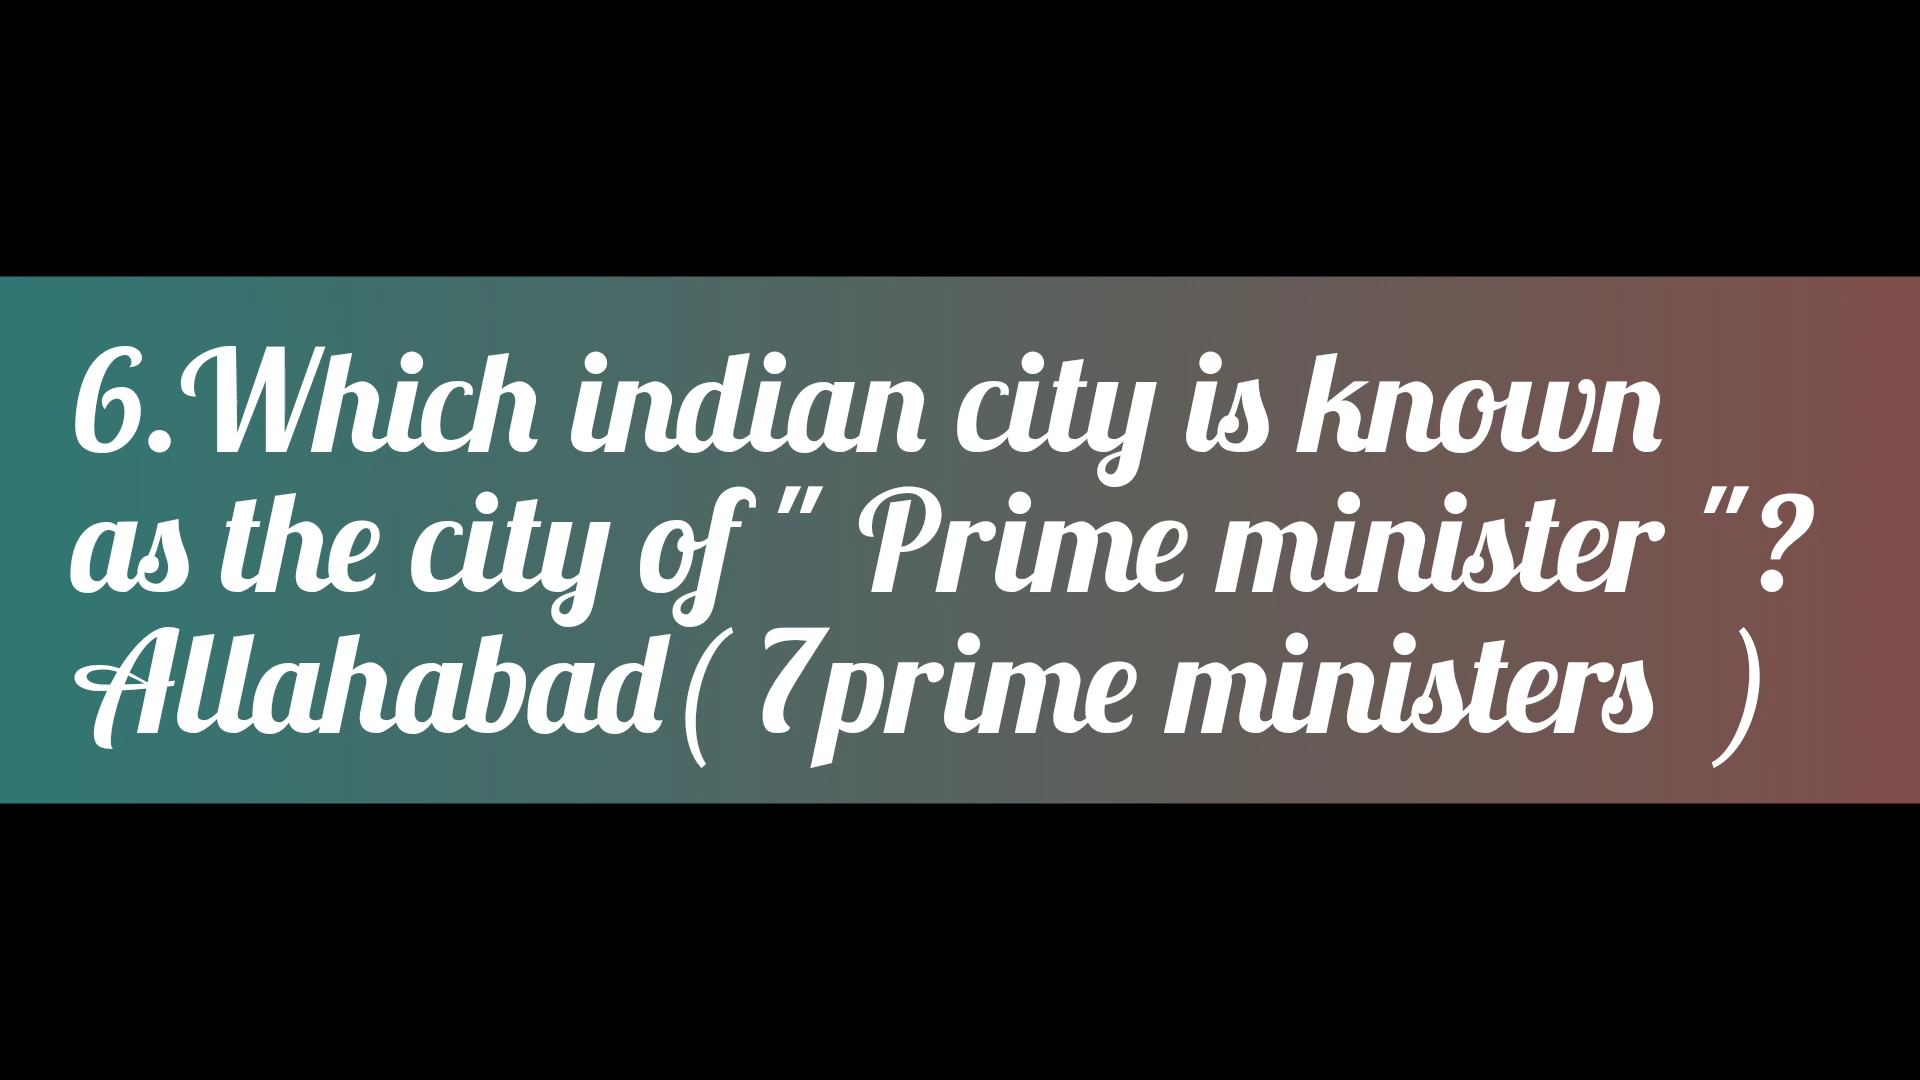 6.Which indian city is known
as the city of " Prime minister "?
Allahabad( 7prime ministers )